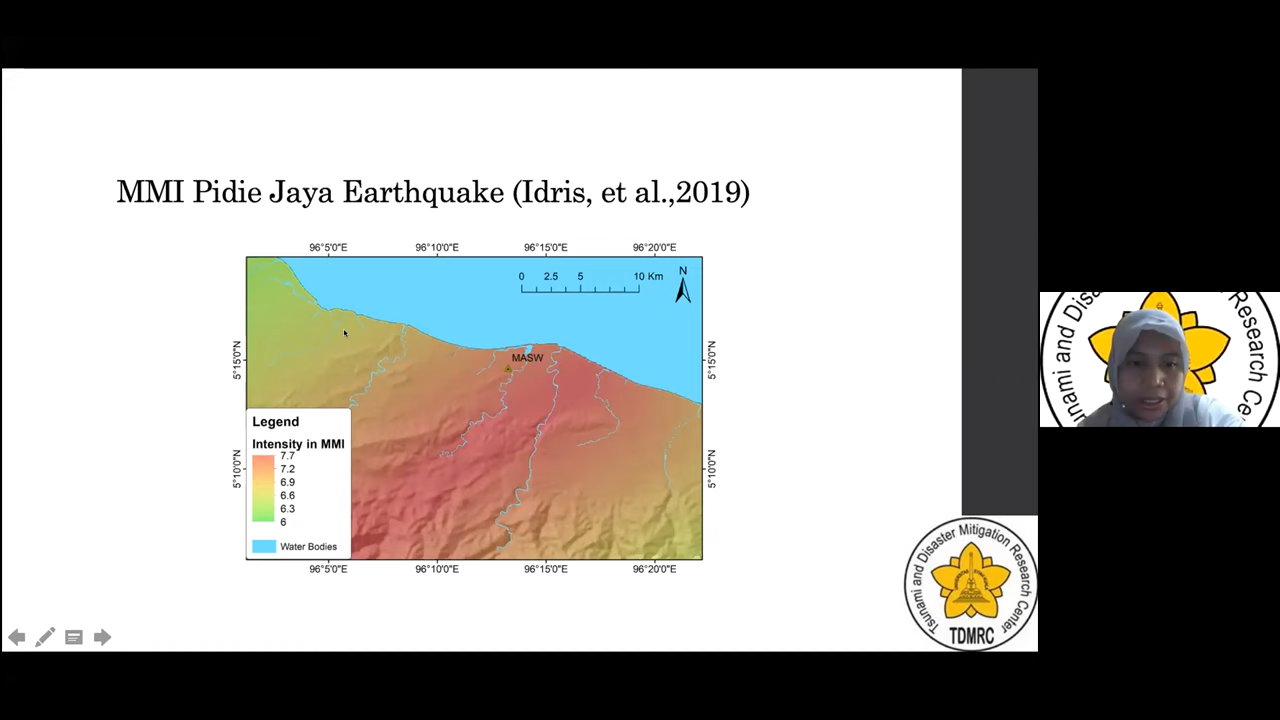 MMI Pidie Jaya Earthquake (Idris, et al.,2019)
96°5'0"E 96°10'0"E 96°15'0"E 96°20'0"E
0 2.5 5 10 Km
N
5°15'0"N
5°15'0"N
MASW
5°10'0"N
5°10'0"N
Legend
Intensity in MMI
7.7
7.2
6.9
6.6
6.3
6
Water Bodies
96°5'0"E 96°10'0"E 96°15'0"E 96°20'0"E
Tsunami and Disaster Mitigation Research Center
TDMRC
Research